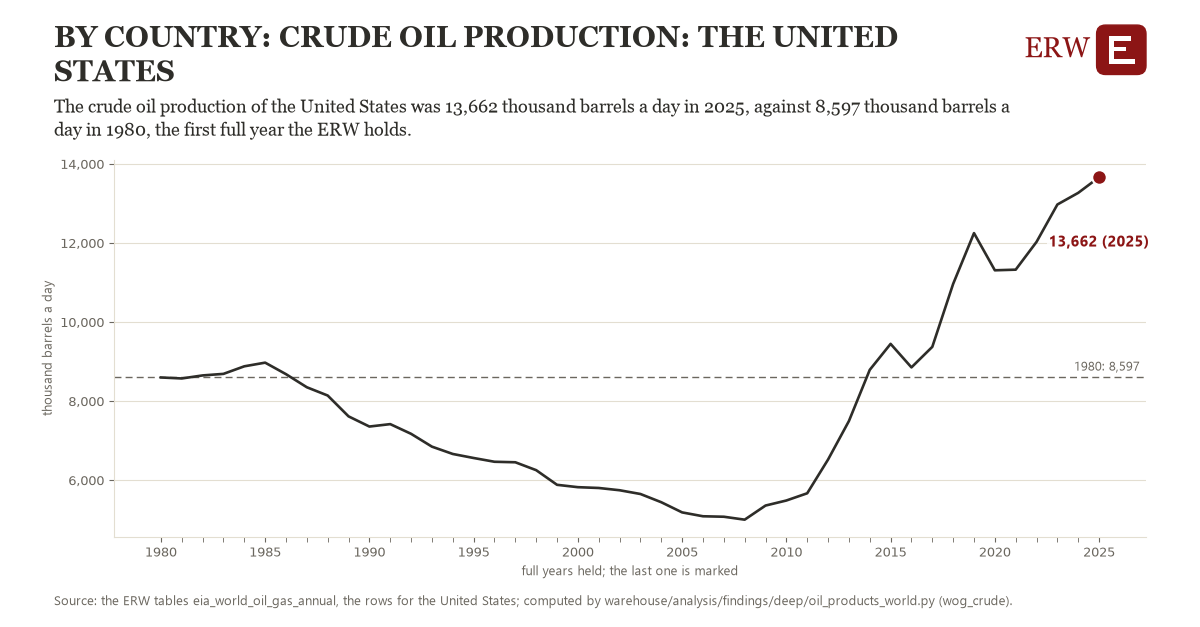 BY COUNTRY: CRUDE OIL PRODUCTION: THE UNITED
STATES
ERW E
The crude oil production of the United States was 13,662 thousand barrels a day in 2025, against 8,597 thousand barrels a
day in 1980, the first full year the ERW holds.
thousand barrels a day
14,000
12,000
10,000
8,000
6,000
13,662 (2025)
1980: 8,597
1980 1985 1990 1995 2000 2005 2010 2015 2020 2025
full years held; the last one is marked
Source: the ERW tables eia_world_oil_gas_annual, the rows for the United States; computed by warehouse/analysis/findings/deep/oil_products_world.py (wog_crude).